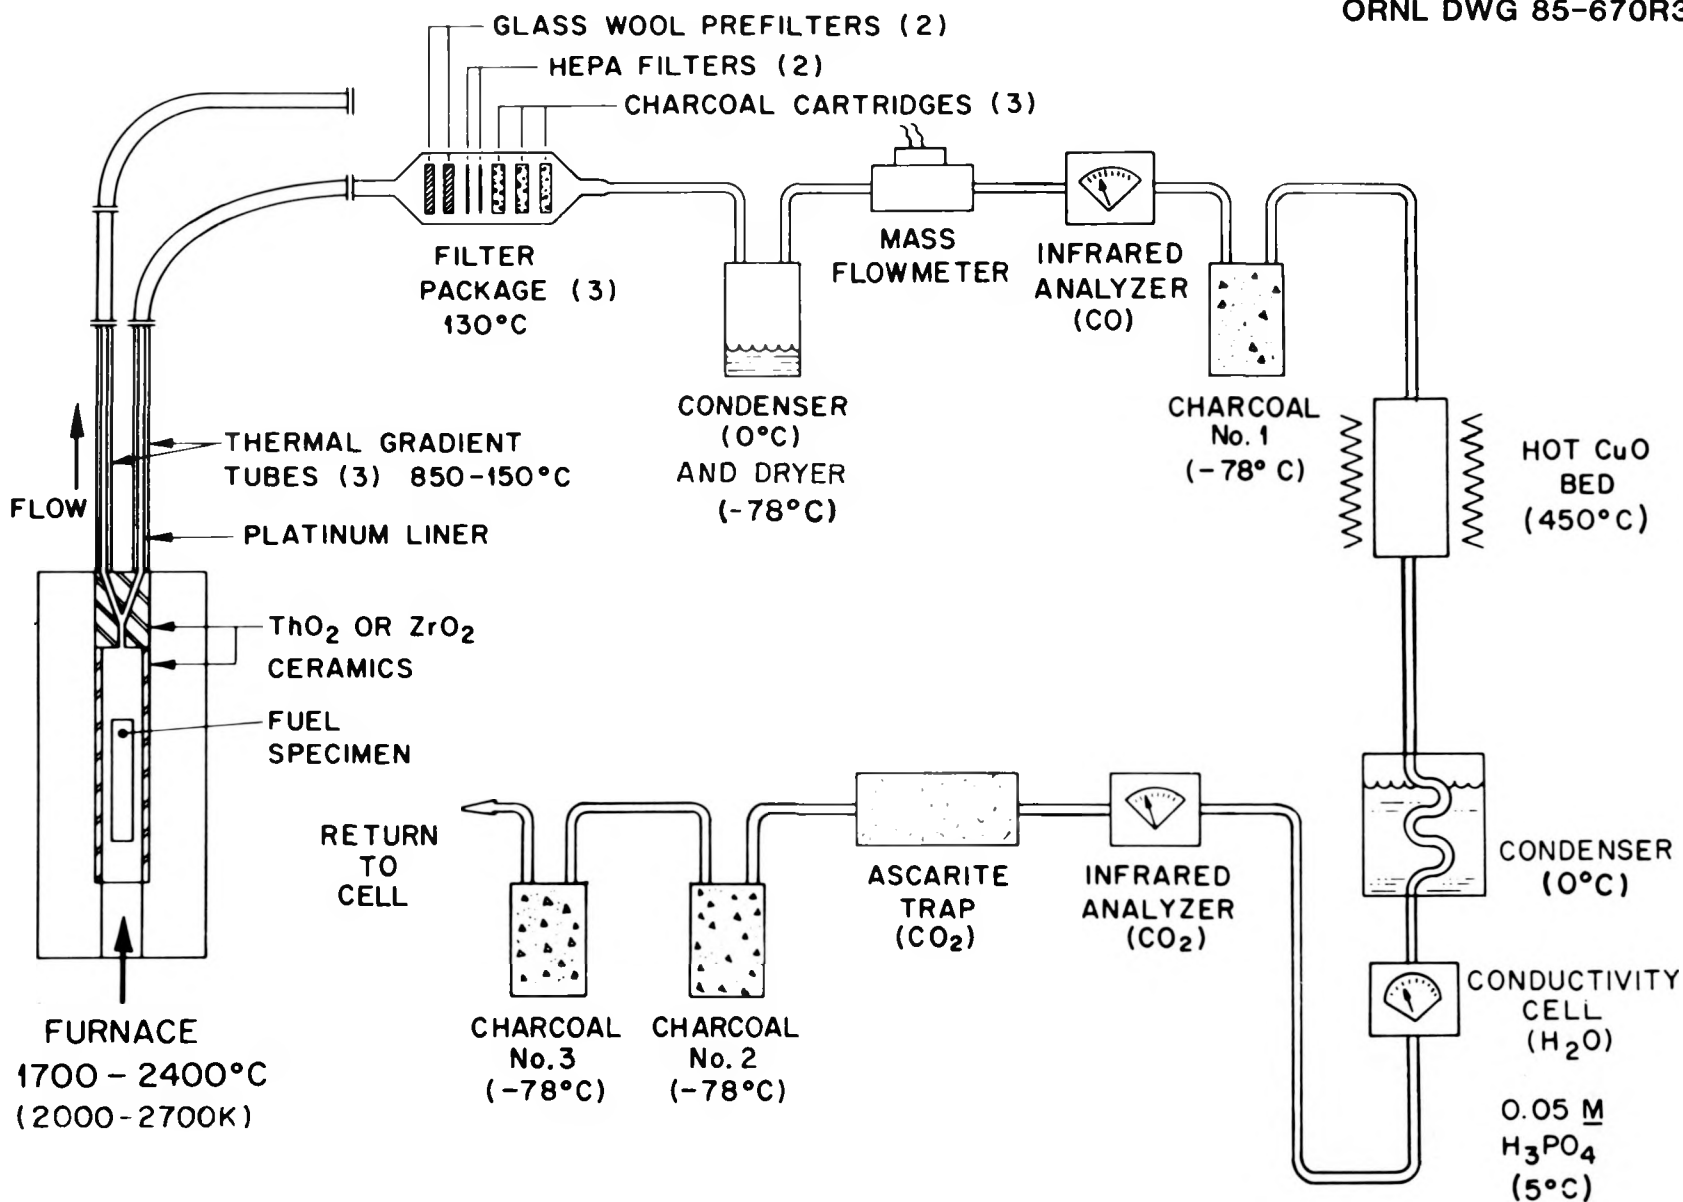 ORNL DWG 85-670R3
GLASS WOOL PREFILTERS (2)
HEPA FILTERS (2)
CHARCOAL CARTRIDGES (3)
FILTER
PACKAGE (3)
130°C
MASS
FLOWMETER
INFRARED
ANALYZER
(CO)
CONDENSER
(0°C)
AND DRYER
(-78°C)
CHARCOAL
No. 1
(-78°C)
HOT CuO
BED
(450°C)
THERMAL GRADIENT
TUBES (3) 850-150°C
FLOW
PLATINUM LINER
ThO₂ OR ZrO₂
CERAMICS
FUEL
SPECIMEN
RETURN
TO
CELL
ASCARITE
TRAP
(CO₂)
INFRARED
ANALYZER
(CO₂)
CONDENSER
(0°C)
CONDUCTIVITY
CELL
(H₂O)
FURNACE
1700-2400°C
(2000-2700K)
CHARCOAL
No. 3
(-78°C)
CHARCOAL
No. 2
(-78°C)
0.05 M
H₃PO₄
(5°C)